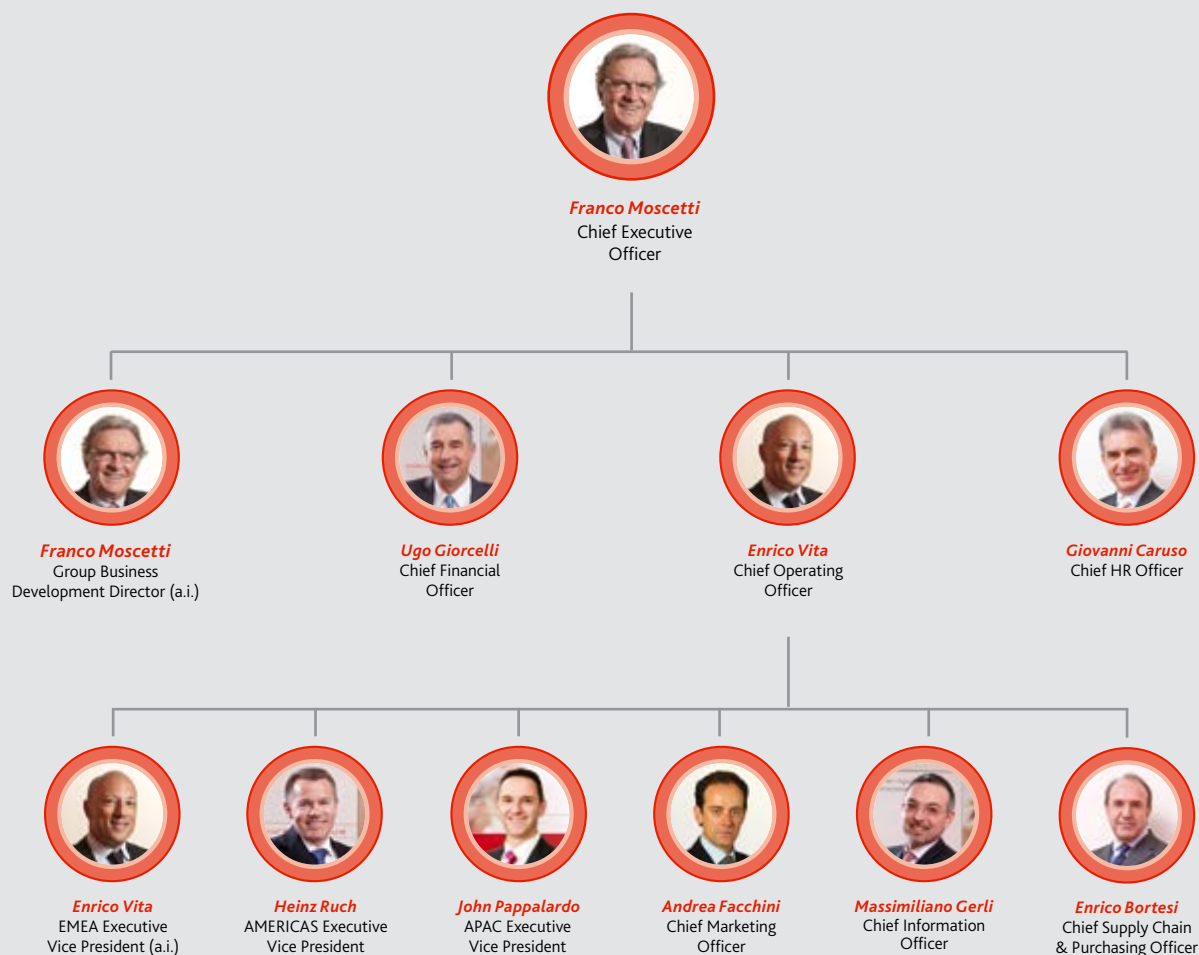 Franco Moscetti
Chief Executive
Officer
Franco Moscetti
Group Business
Development Director (a.i.)
Ugo Giorcelli
Chief Financial
Officer
Enrico Vita
Chief Operating
Officer
Giovanni Caruso
Chief HR Officer
Enrico Vita
EMEA Executive
Vice President (a.i.)
Heinz Ruch
AMERICAS Executive
Vice President
John Pappalardo
APAC Executive
Vice President
Andrea Facchini
Chief Marketing
Officer
Massimiliano Gerli
Chief Information
Officer
Enrico Bortesi
Chief Supply Chain
& Purchasing Officer